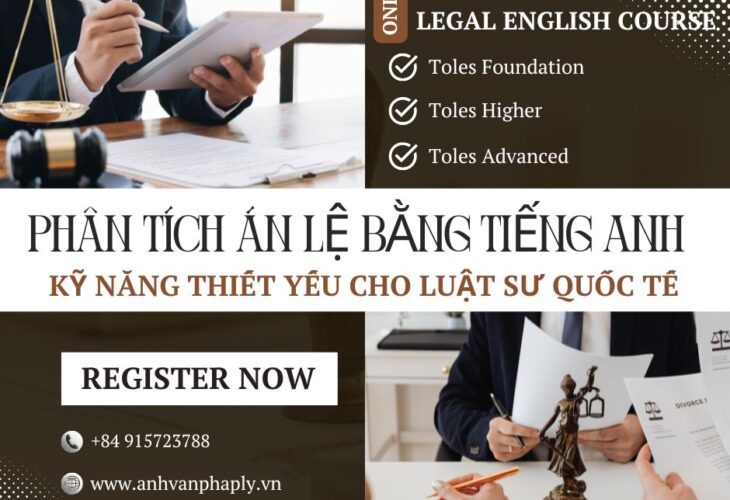 LEGAL ENGLISH COURSE
Toles Foundation
Toles Higher
Toles Advanced
PHÂN TÍCH ÁN LỆ BẰNG TIẾNG ANH
KỸ NĂNG THIẾT YẾU CHO LUẬT SƯ QUỐC TẾ
REGISTER NOW
+84 915723788
www.anhvanphaply.vn
DIVORCE